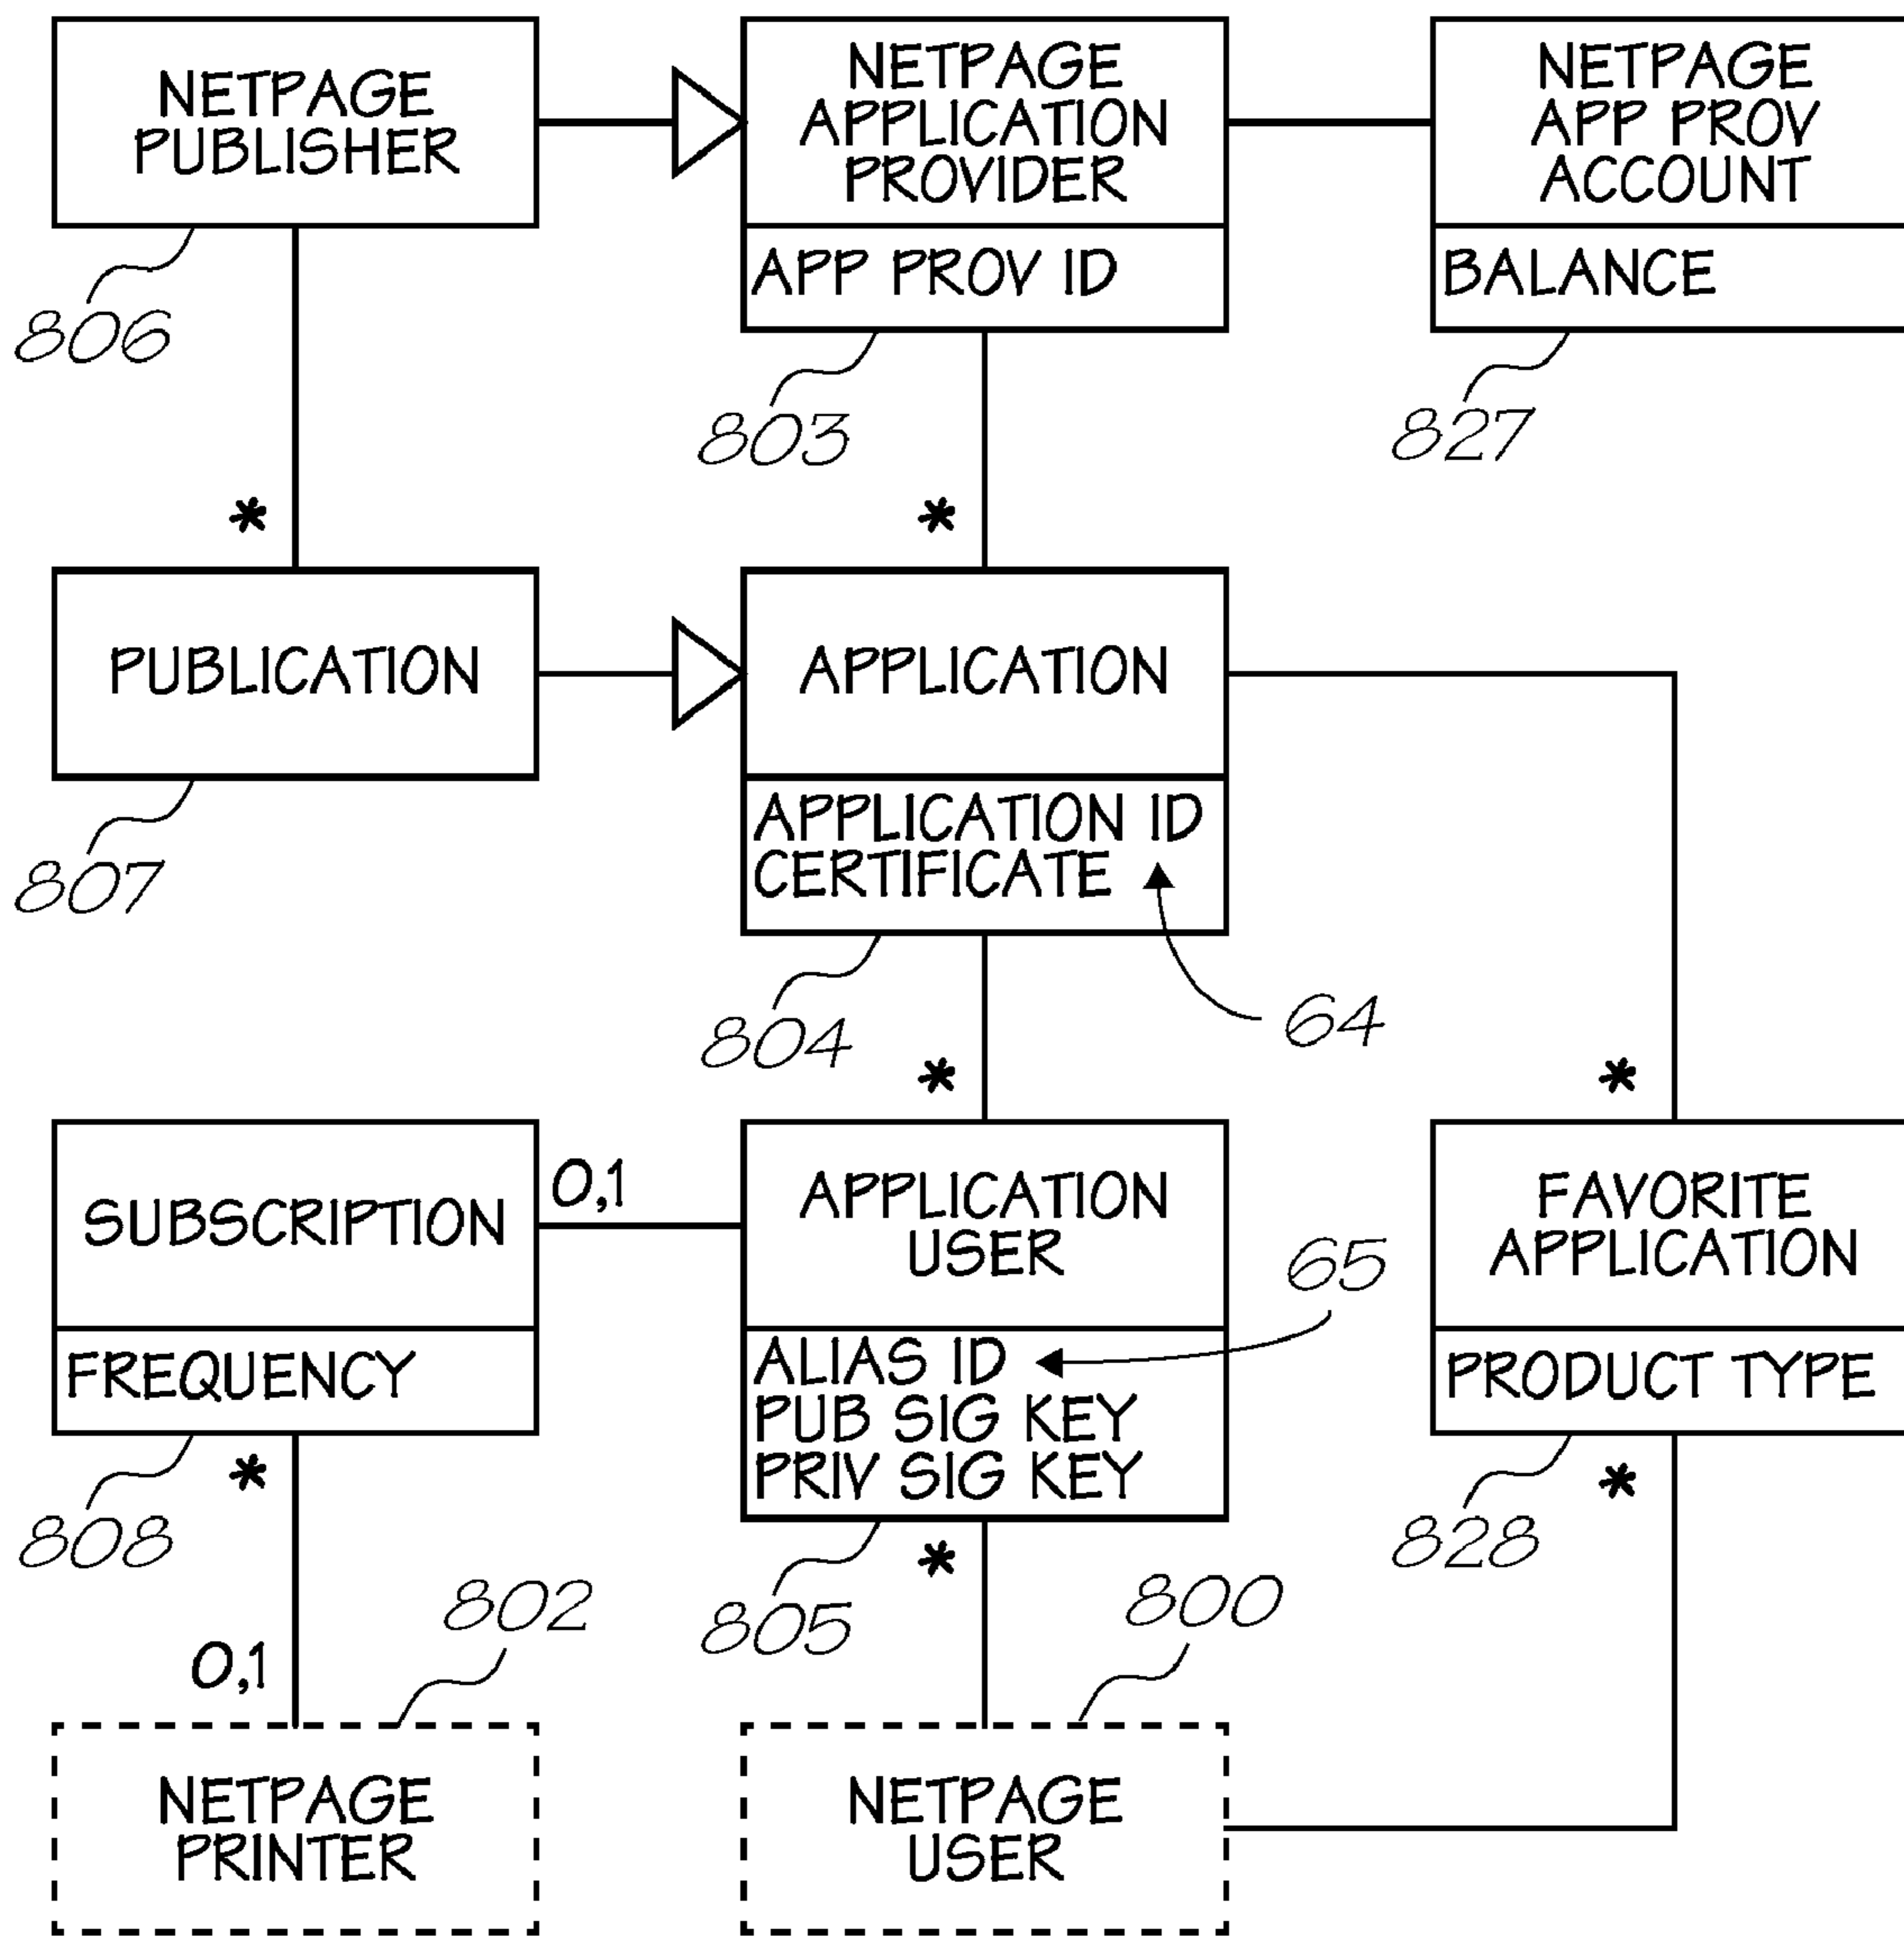 NETPAGE
PUBLISHER
806
NETPAGE
APPLICATION
PROVIDER
APP PROV ID
803
NETPAGE
APP PROV
ACCOUNT
BALANCE
827
*
*
PUBLICATION
807
APPLICATION
APPLICATION ID
CERTIFICATE
804
64
*
*
SUBSCRIPTION
FREQUENCY
808
0,1
APPLICATION
USER
ALIAS ID
PUB SIG KEY
PRIV SIG KEY
805
65
FAVORITE
APPLICATION
PRODUCT TYPE
828
*
*
*
802
800
0,1
NETPAGE
PRINTER
NETPAGE
USER